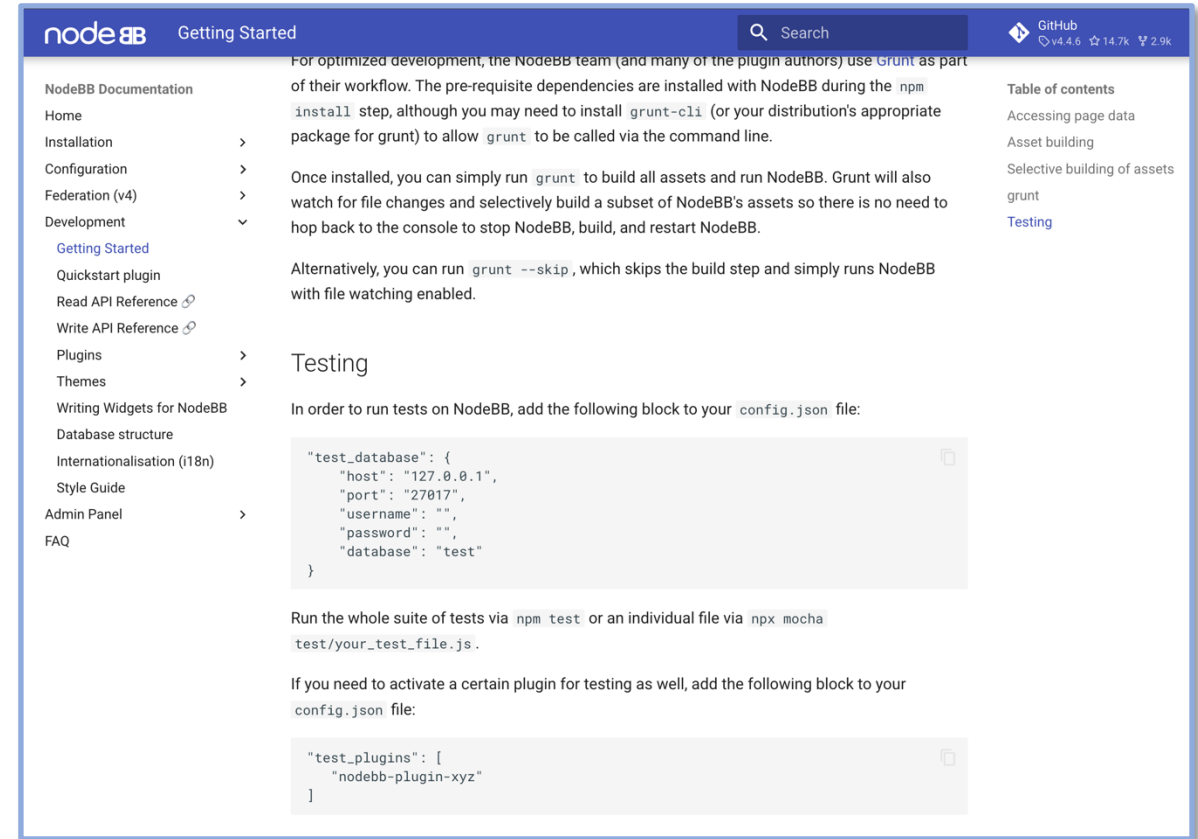 nodeBB
Getting Started
Search
GitHub
v4.4.6 14.7k 2.9k
NodeBB Documentation
Home
Installation
Configuration
Federation (v4)
Development
Getting Started
Quickstart plugin
Read API Reference
Write API Reference
Plugins
Themes
Writing Widgets for NodeBB
Database structure
Internationalisation (i18n)
Style Guide
Admin Panel
FAQ
For optimized development, the NodeBB team (and many of the plugin authors) use Grunt as part
of their workflow. The pre-requisite dependencies are installed with NodeBB during the npm
install step, although you may need to install grunt-cli (or your distribution's appropriate
package for grunt) to allow grunt to be called via the command line.
Once installed, you can simply run grunt to build all assets and run NodeBB. Grunt will also
watch for file changes and selectively build a subset of NodeBB's assets so there is no need to
hop back to the console to stop NodeBB, build, and restart NodeBB.
Alternatively, you can run grunt --skip, which skips the build step and simply runs NodeBB
with file watching enabled.
Testing
In order to run tests on NodeBB, add the following block to your config.json file:
"test_database": {
    "host": "127.0.0.1",
    "port": "27017",
    "username": "",
    "password": "",
    "database": "test"
}
Run the whole suite of tests via npm test or an individual file via npx mocha
test/your_test_file.js.
If you need to activate a certain plugin for testing as well, add the following block to your
config.json file:
"test_plugins": [
   "nodebb-plugin-xyz"
]
Table of contents
Accessing page data
Asset building
Selective building of assets
grunt
Testing